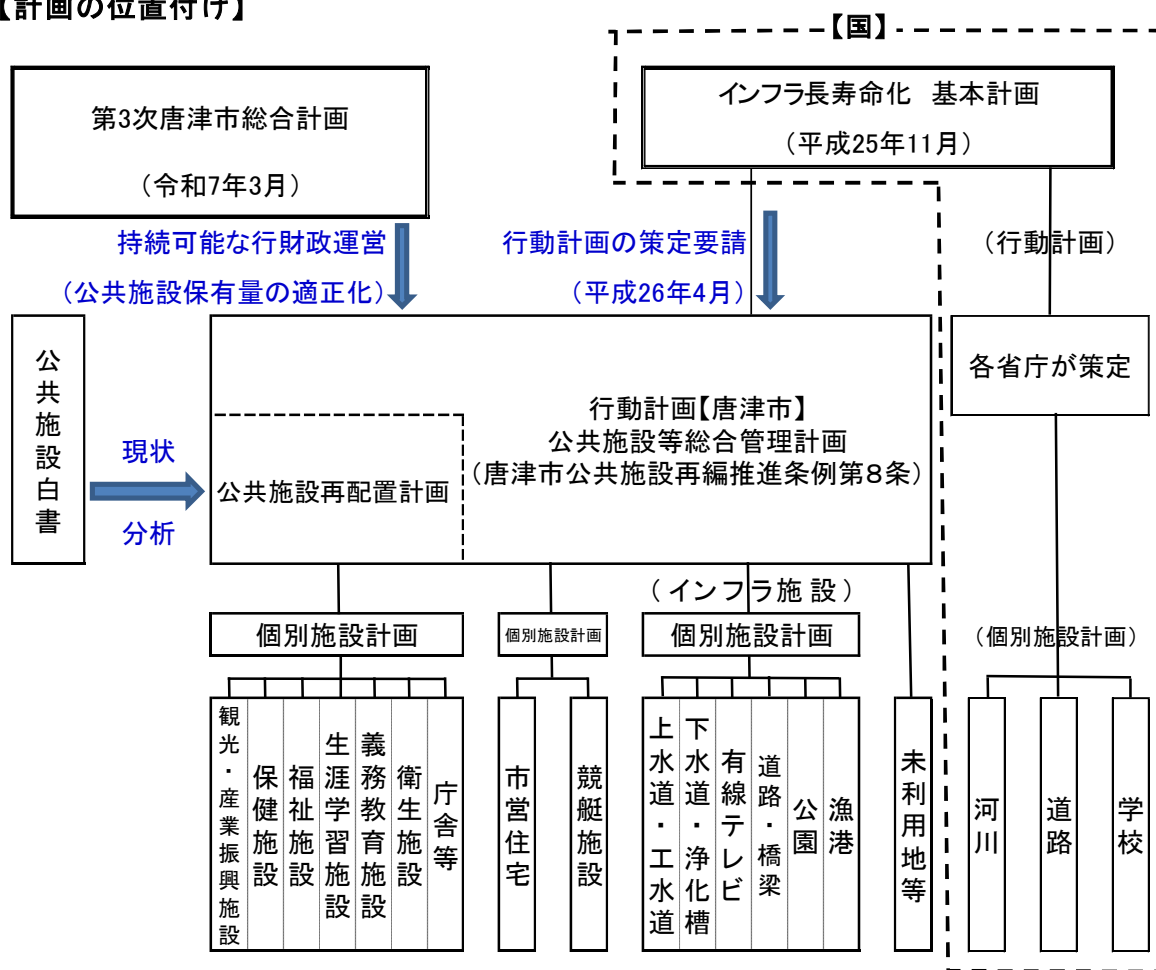 【計画の位置付け】
【国】
第3次唐津市総合計画
（令和7年3月）
インフラ長寿命化　基本計画
（平成25年11月）
持続可能な行財政運営
（公共施設保有量の適正化）
行動計画の策定要請
（平成26年4月）
（行動計画）
公共施設白書
現状
分析
公共施設再配置計画
行動計画【唐津市】
公共施設等総合管理計画
（唐津市公共施設再編推進条例第8条）
各省庁が策定
（インフラ施設）
個別施設計画
個別施設計画
個別施設計画
（個別施設計画）
観光・産業振興施設
保健施設
福祉施設
生涯学習施設
義務教育施設
衛生施設
庁舎等
市営住宅
競艇施設
上水道・工水道
下水道・浄化槽
有線テレビ
道路・橋梁
公園
漁港
未利用地等
河川
道路
学校